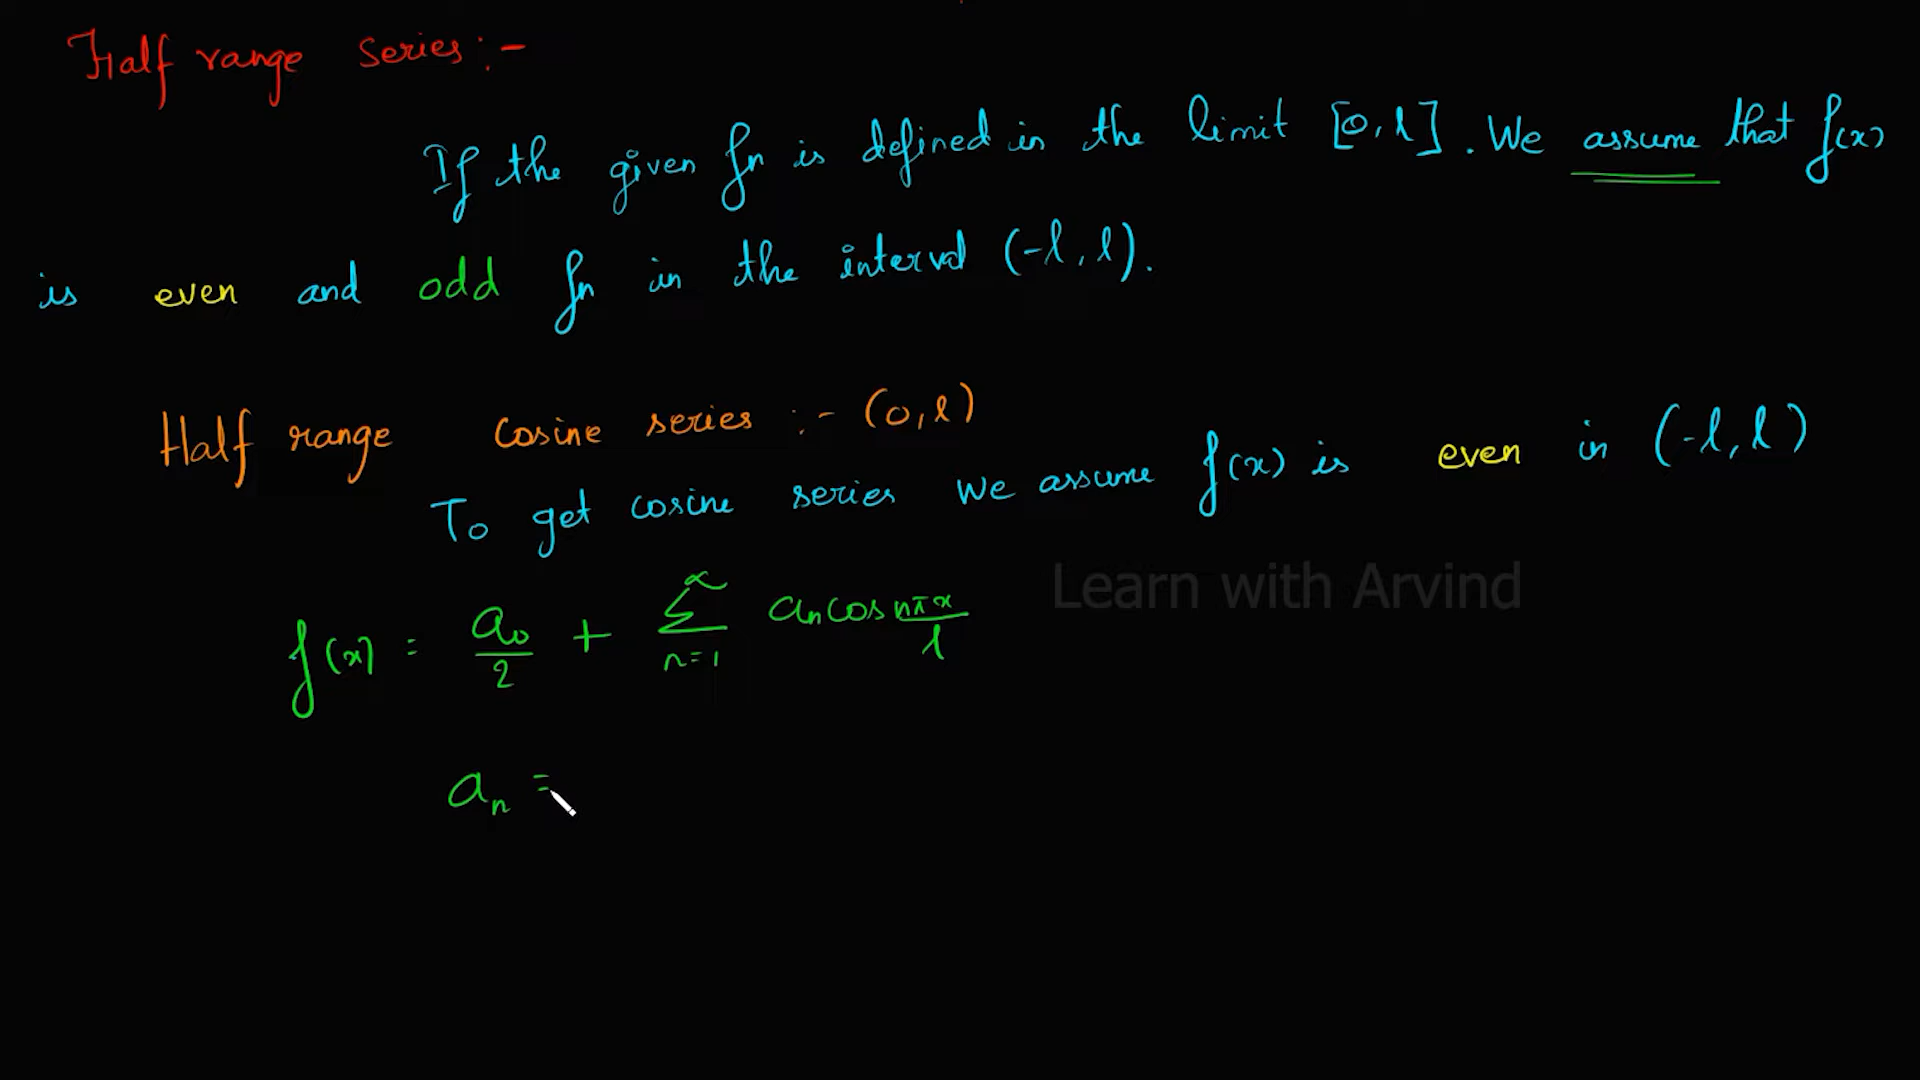 Half range series :-
If the given fn is defined in the limit [0, l]. We assume that f(x)
is even and odd fn in the interval (-l, l).
Half range cosine series :- (0, l)
To get cosine series we assume f(x) is even in (-l, l)
Learn with Arvind
f(x) = a₀/2 + ∑ₙ₌₁^∞ aₙ cos nπx/l
aₙ =